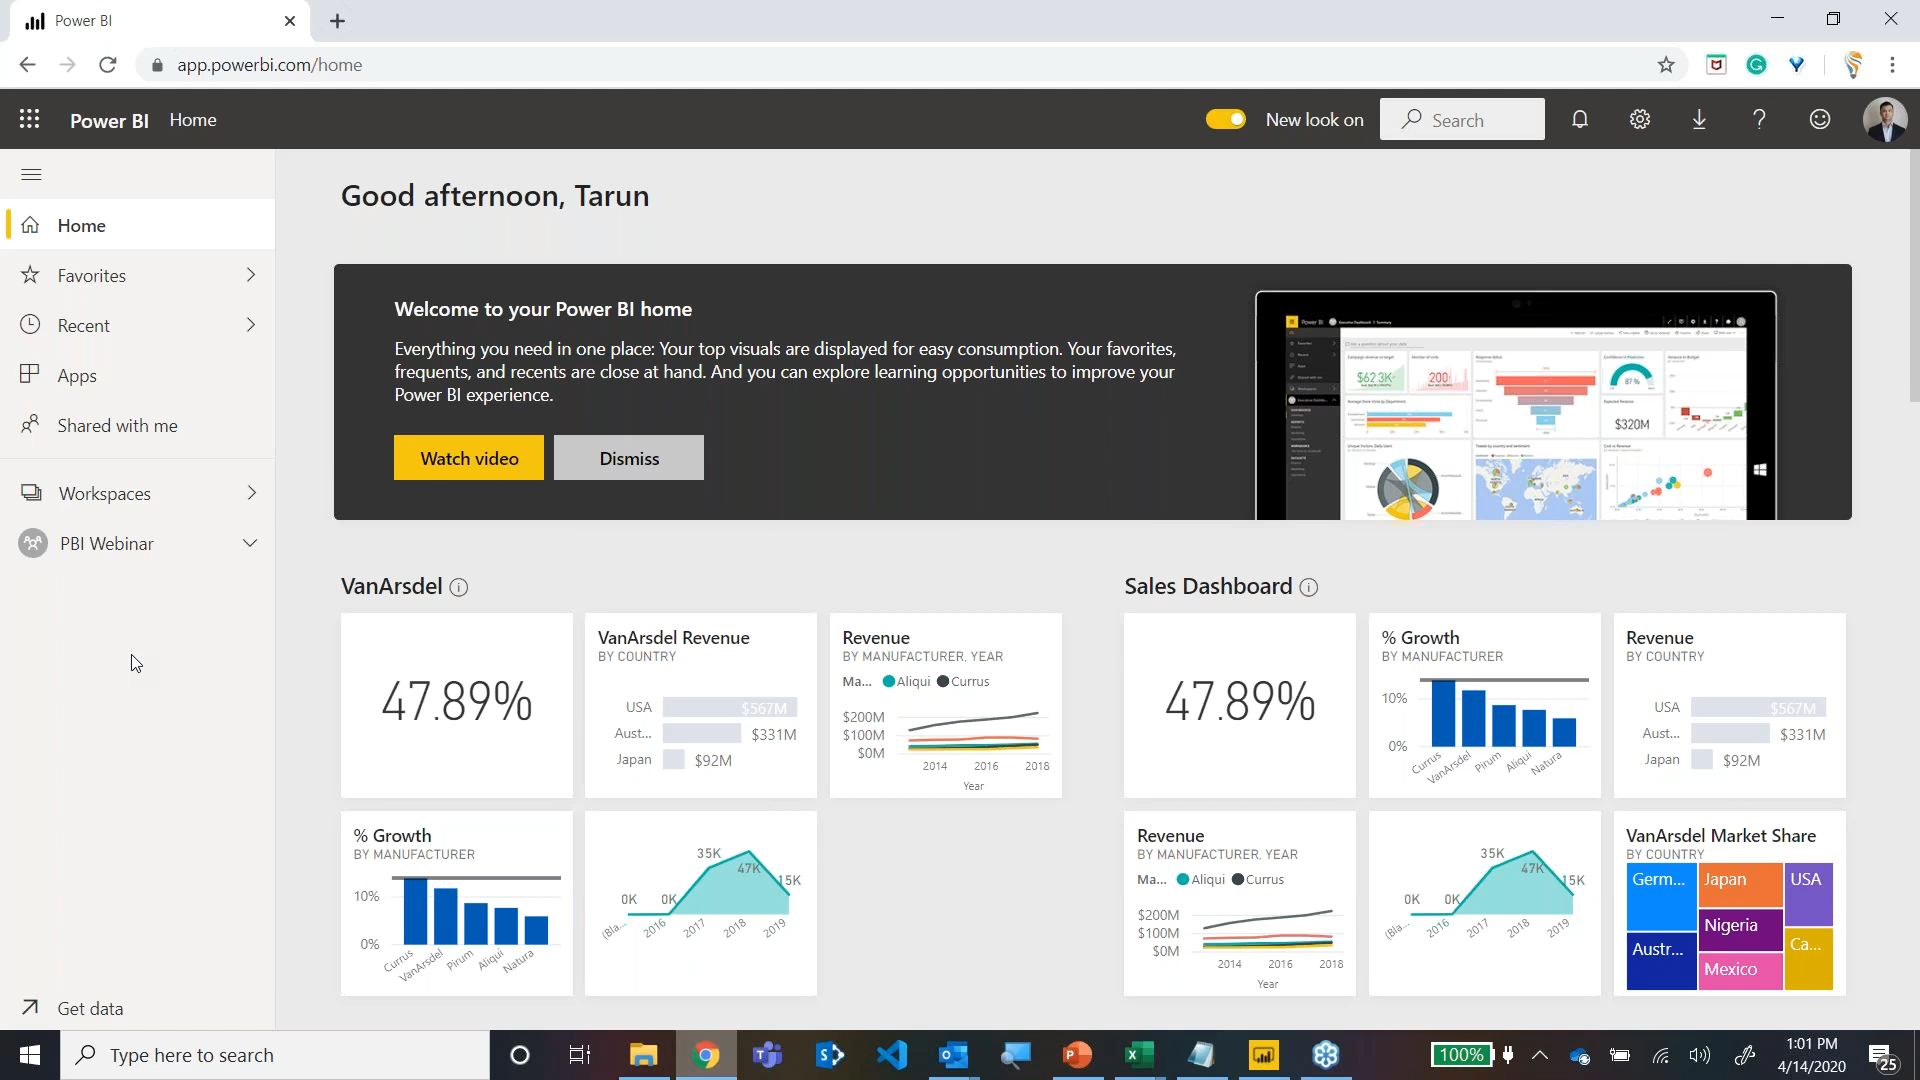 Power BI
app.powerbi.com/home
Power BI
Home
New look on
Search
Home
Favorites
Recent
Apps
Shared with me
Workspaces
PBI Webinar
Get data
Good afternoon, Tarun
Welcome to your Power BI home
Everything you need in one place: Your top visuals are displayed for easy consumption. Your favorites,
frequents, and recents are close at hand. And you can explore learning opportunities to improve your
Power BI experience.
Watch video
Dismiss
$62.3K
200
87 %
$320M
VanArsdel
47.89%
VanArsdel Revenue
BY COUNTRY
USA $567M
Aust... $331M
Japan $92M
Revenue
BY MANUFACTURER, YEAR
Ma... Aliqui Currus
$200M
$100M
$0M
2014 2016 2018
Year
% Growth
BY MANUFACTURER
10%
0%
Currus VanArsdel Pirum Aliqui Natura
35K
47K
15K
0K 0K
(Bla... 2016 2017 2018 2019
Sales Dashboard
47.89%
% Growth
BY MANUFACTURER
10%
0%
Currus VanArsdel Pirum Aliqui Natura
Revenue
BY COUNTRY
USA $567M
Aust... $331M
Japan $92M
Revenue
BY MANUFACTURER, YEAR
Ma... Aliqui Currus
$200M
$100M
$0M
2014 2016 2018
Year
35K
47K
15K
0K 0K
(Bla... 2016 2017 2018 2019
VanArsdel Market Share
BY COUNTRY
Germ... Japan USA
Nigeria
Austr... Ca...
Mexico
Type here to search
100%
1:01 PM
4/14/2020
25